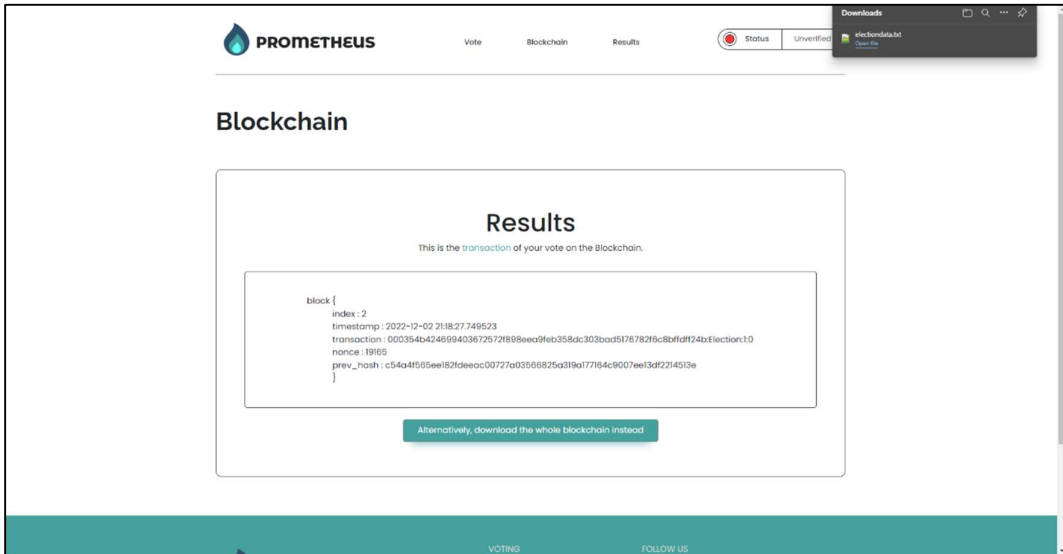 Downloads
electiondata.txt
Open file
PROMETHEUS
Vote
Blockchain
Results
Status
Unverified
Blockchain
Results
This is the transaction of your vote on the Blockchain.
block {
index : 2
timestamp : 2022-12-02 21:18:27.749523
transaction : 000354b424699403672572f898eea9feb358dc303bad5176782f6c8bffdff24b:Election:1:0
nonce : 19165
prev_hash : c54a4f565ee182fdeeac00727a03566825a319a177164c9007ee13df2214513e
}
Alternatively, download the whole blockchain instead
VOTING
FOLLOW US